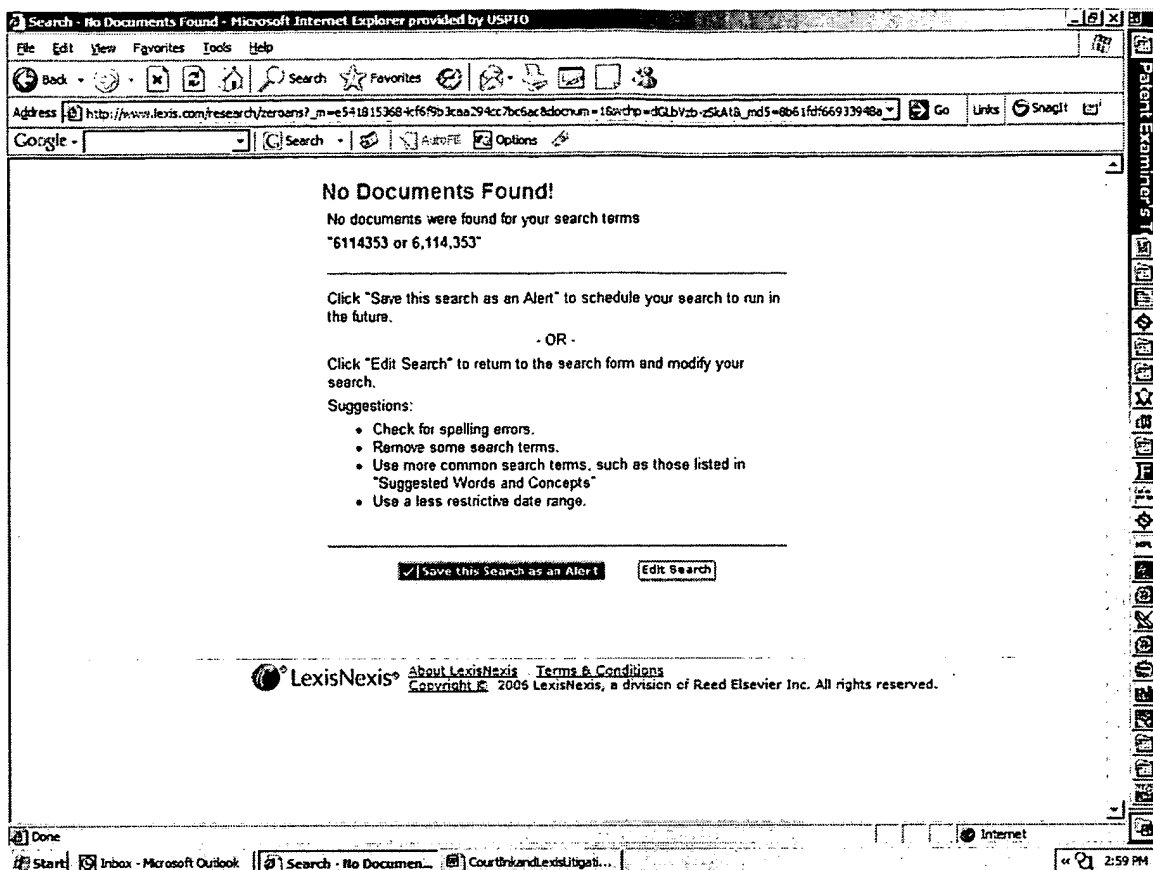 Search - No Documents Found - Microsoft Internet Explorer provided by USPTO
File Edit View Favorites Tools Help
Back Search Favorites
Address http://www.lexis.com/research/zeroans?
Go Links SnagIt
Google - Search Options
Patent Examiner's
No Documents Found!
No documents were found for your search terms
"6114353 or 6,114,353"
Click "Save this search as an Alert" to schedule your search to run in
the future.
- OR -
Click "Edit Search" to return to the search form and modify your
search.
Suggestions:
• Check for spelling errors.
• Remove some search terms.
• Use more common search terms, such as those listed in
"Suggested Words and Concepts"
• Use a less restrictive date range.
Save this Search as an Alert Edit Search
LexisNexis® About LexisNexis Terms & Conditions
Copyright © 2006 LexisNexis, a division of Reed Elsevier Inc. All rights reserved.
Done Internet
Start Inbox - Microsoft Outlook Search - No Documen... 2:59 PM